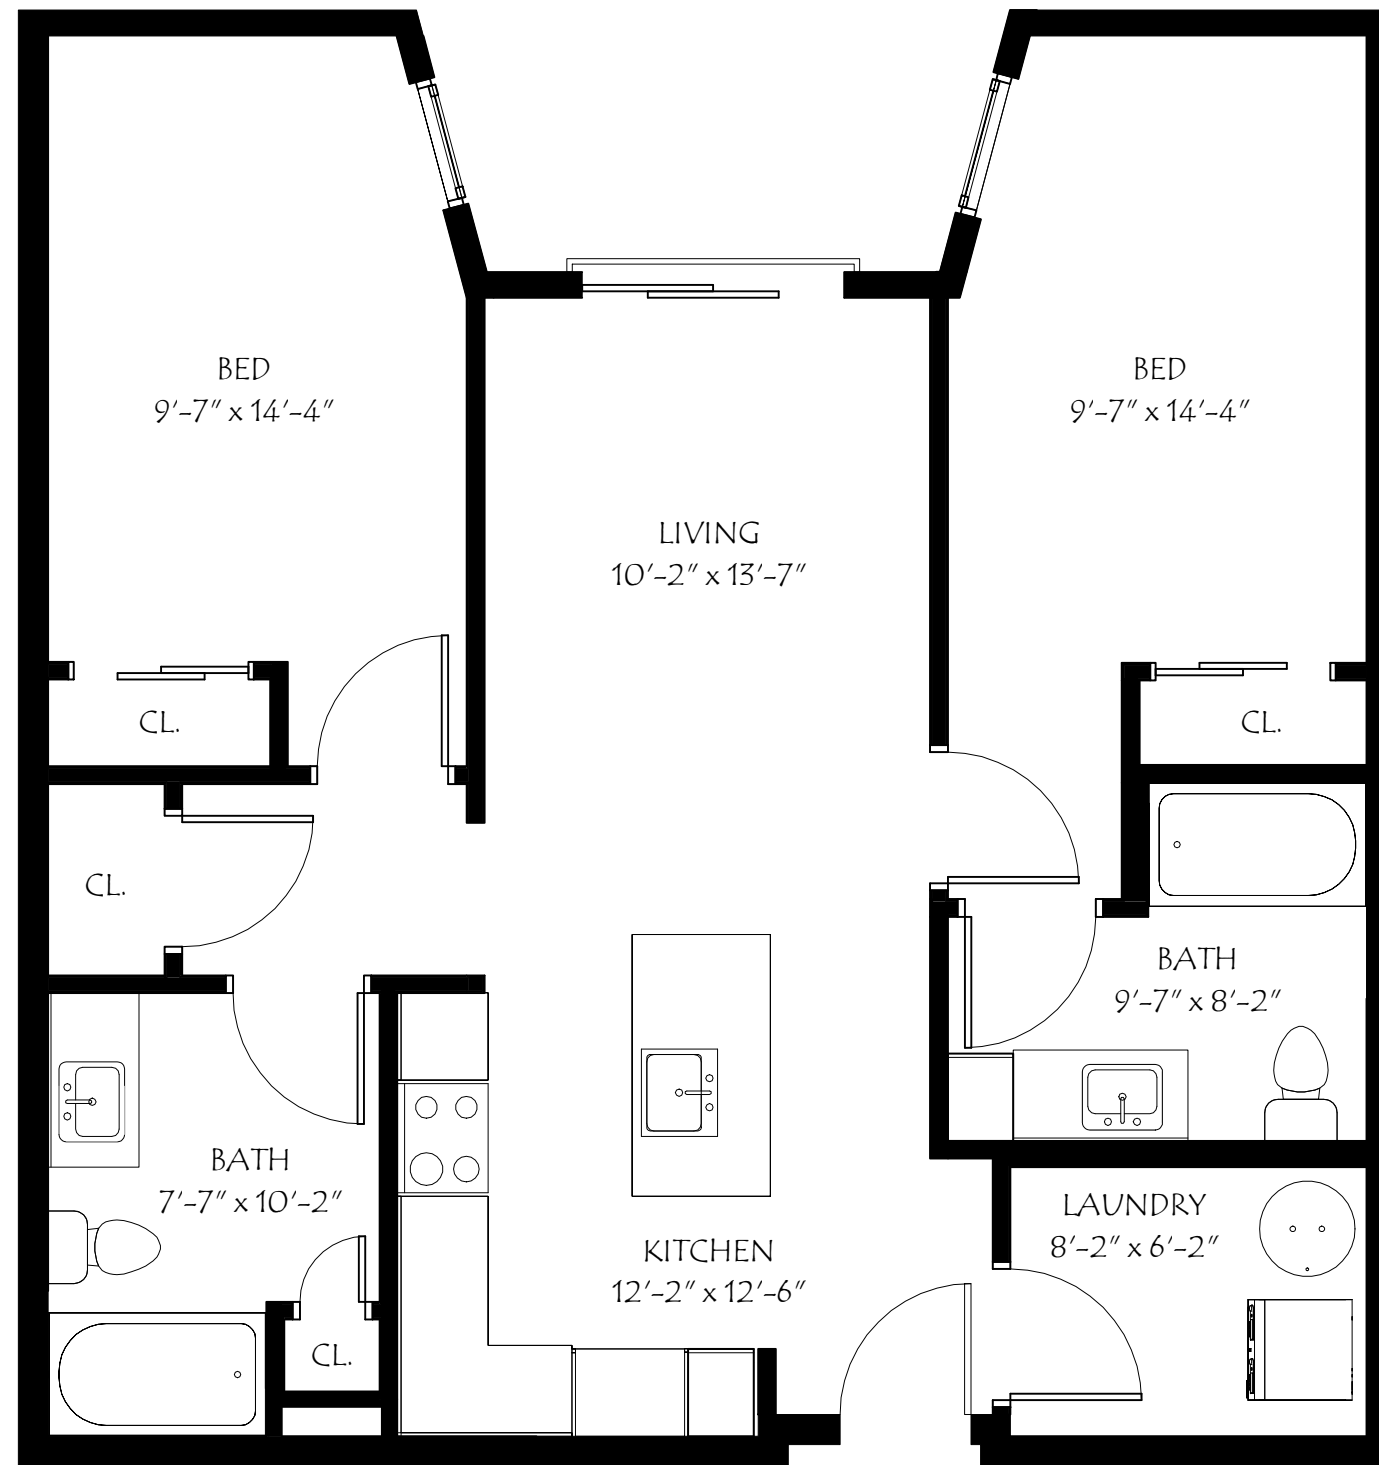 BED
9'-7" x 14'-4"
BED
9'-7" x 14'-4"
LIVING
10'-2" x 13'-7"
CL.
CL.
CL.
BATH
9'-7" x 8'-2"
BATH
7'-7" x 10'-2"
LAUNDRY
8'-2" x 6'-2"
KITCHEN
12'-2" x 12'-6"
CL.